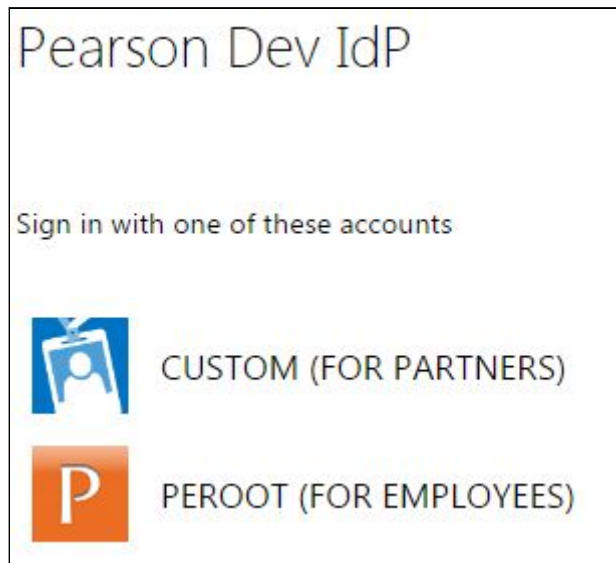 Pearson Dev IdP
Sign in with one of these accounts
CUSTOM (FOR PARTNERS)
P
PEROOT (FOR EMPLOYEES)